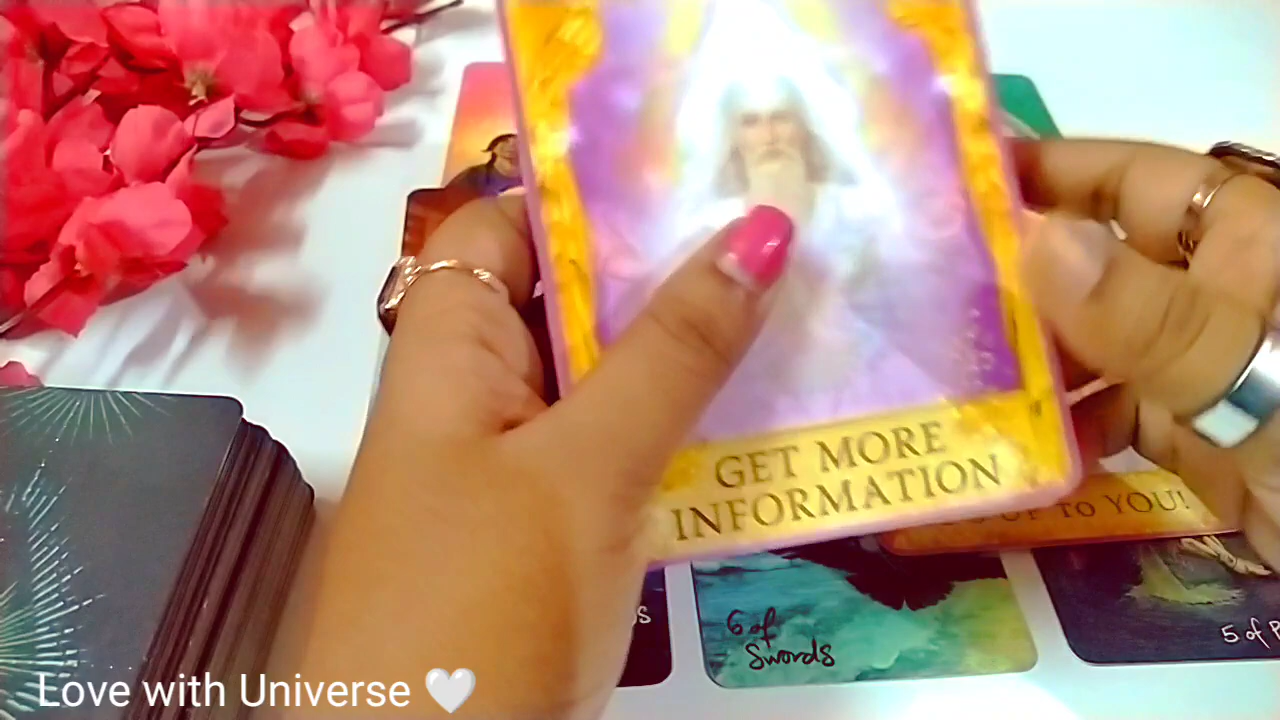 GET MORE
INFORMATION
TO YOU!
6 of
Swords
5 of
Love with Universe 🤍